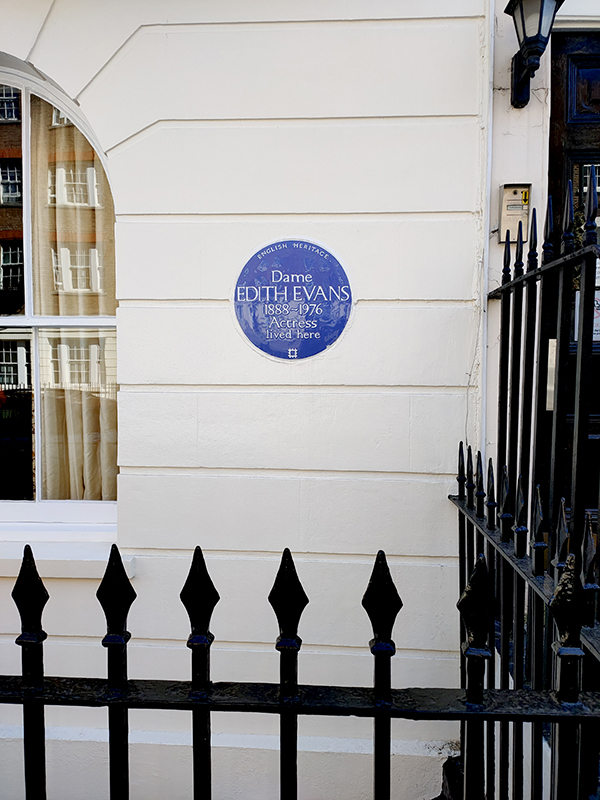 ENGLISH HERITAGE
Dame
EDITH EVANS
1888-1976
Actress
lived here